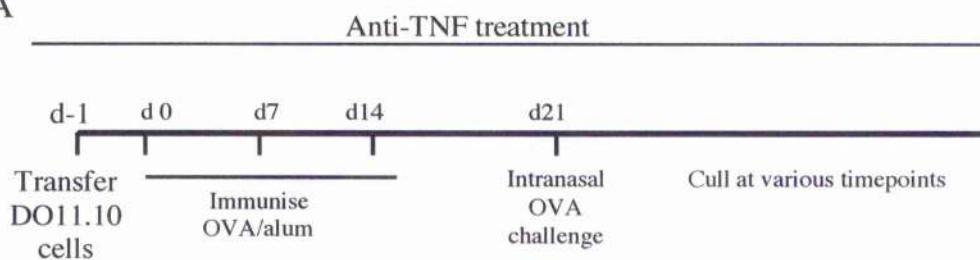 A
Anti-TNF treatment
d-1 d 0 d7 d14 d21
Transfer
DO11.10
cells
Immunise
OVA/alum
Intranasal
OVA
challenge
Cull at various timepoints